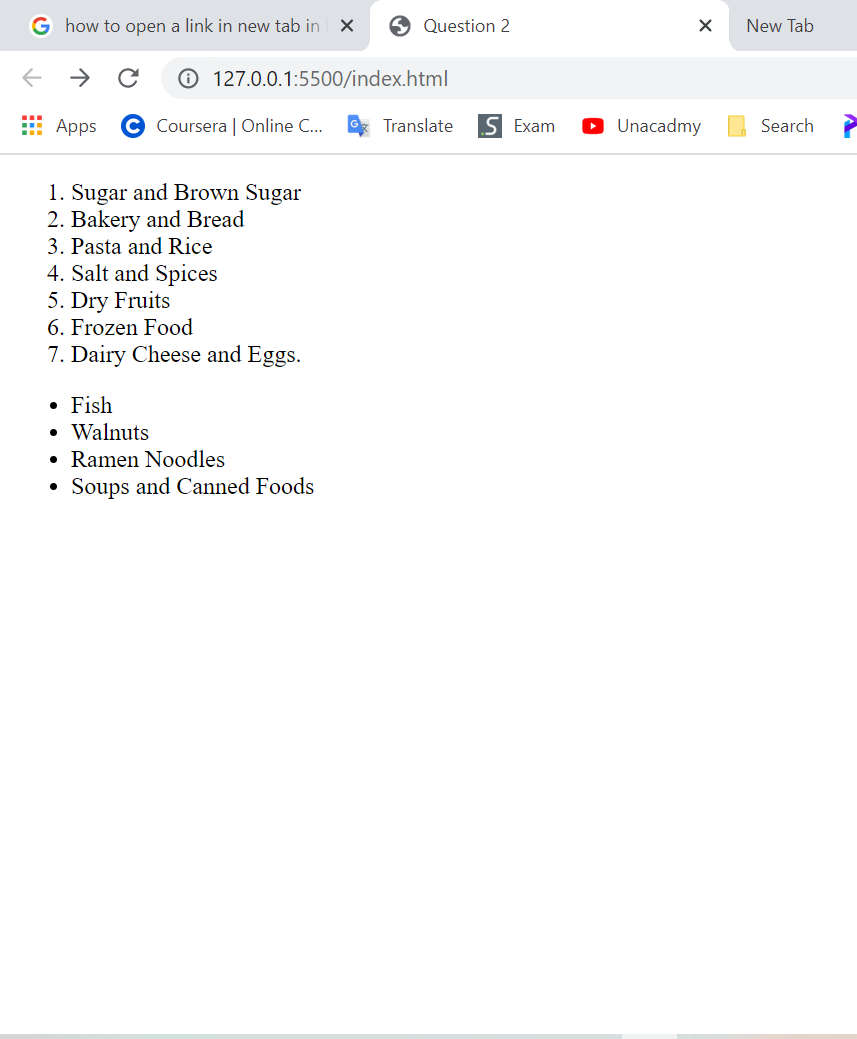 how to open a link in new tab in
Question 2
New Tab
127.0.0.1:5500/index.html
Apps
Coursera | Online C...
Translate
Exam
Unacadmy
Search
1. Sugar and Brown Sugar
2. Bakery and Bread
3. Pasta and Rice
4. Salt and Spices
5. Dry Fruits
6. Frozen Food
7. Dairy Cheese and Eggs.
• Fish
• Walnuts
• Ramen Noodles
• Soups and Canned Foods